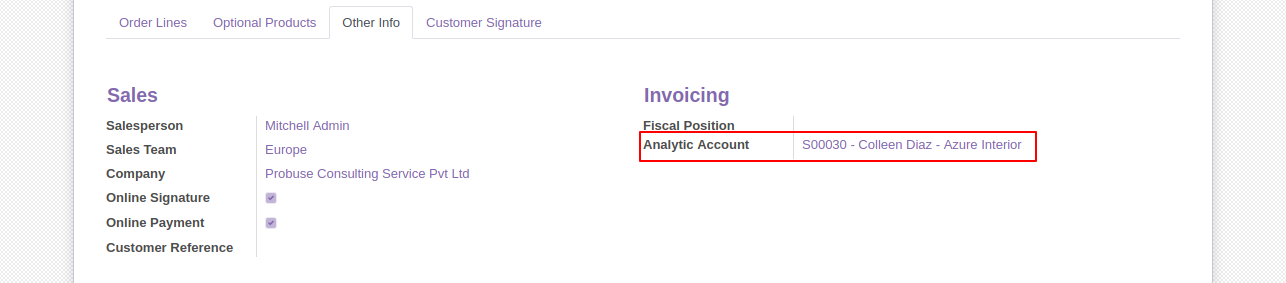 Order Lines Optional Products Other Info Customer Signature
Sales
Salesperson Mitchell Admin
Sales Team Europe
Company Probuse Consulting Service Pvt Ltd
Online Signature
Online Payment
Customer Reference
Invoicing
Fiscal Position
Analytic Account S00030 - Colleen Diaz - Azure Interior